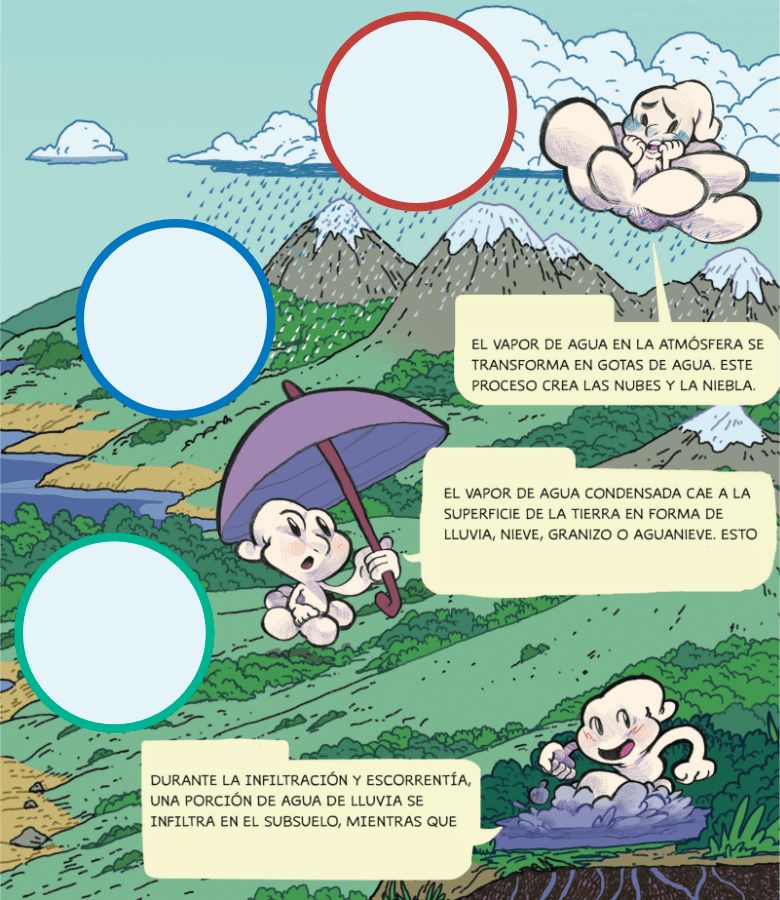 EL VAPOR DE AGUA EN LA ATMÓSFERA SE
TRANSFORMA EN GOTAS DE AGUA. ESTE
PROCESO CREA LAS NUBES Y LA NIEBLA.
EL VAPOR DE AGUA CONDENSADA CAE A LA
SUPERFICIE DE LA TIERRA EN FORMA DE
LLUVIA, NIEVE, GRANIZO O AGUANIEVE. ESTO
DURANTE LA INFILTRACIÓN Y ESCORRENTÍA,
UNA PORCIÓN DE AGUA DE LLUVIA SE
INFILTRA EN EL SUBSUELO, MIENTRAS QUE